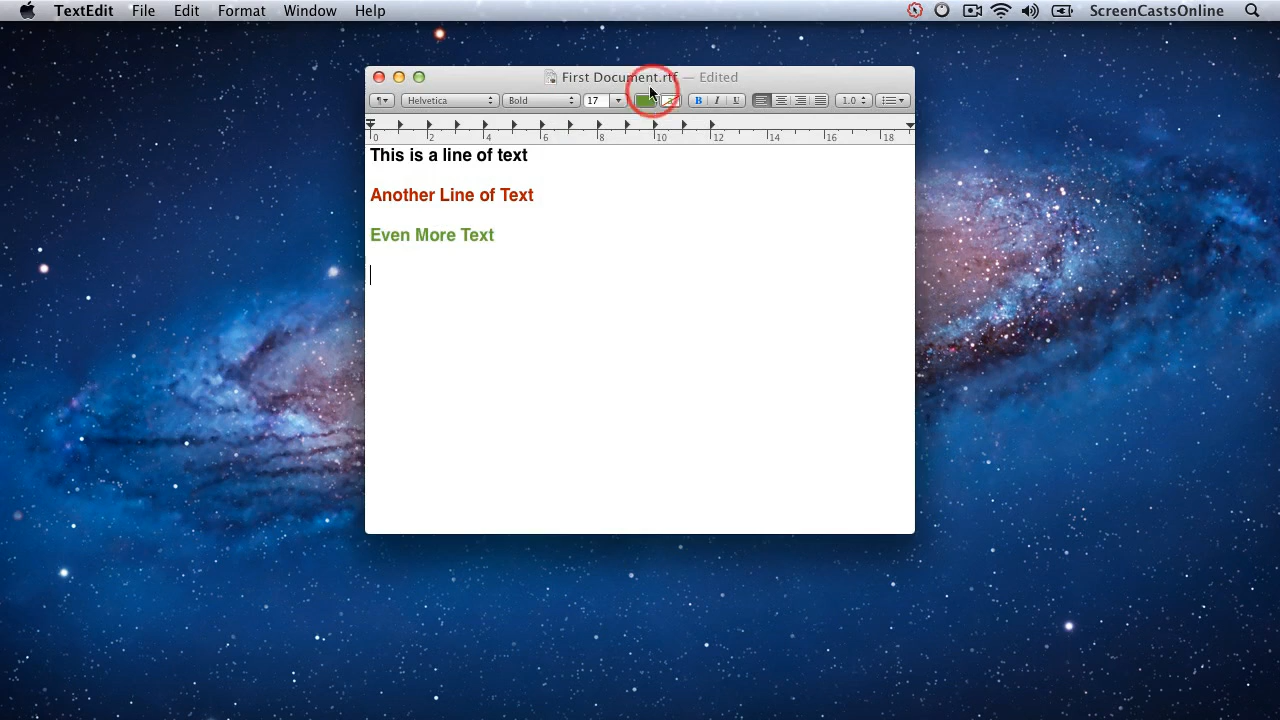 TextEdit File Edit Format Window Help ScreenCastsOnline
First Document.rtf — Edited
Helvetica Bold 17 a B I U 1.0
0 2 4 6 8 10 12 14 16 18
This is a line of text
Another Line of Text
Even More Text